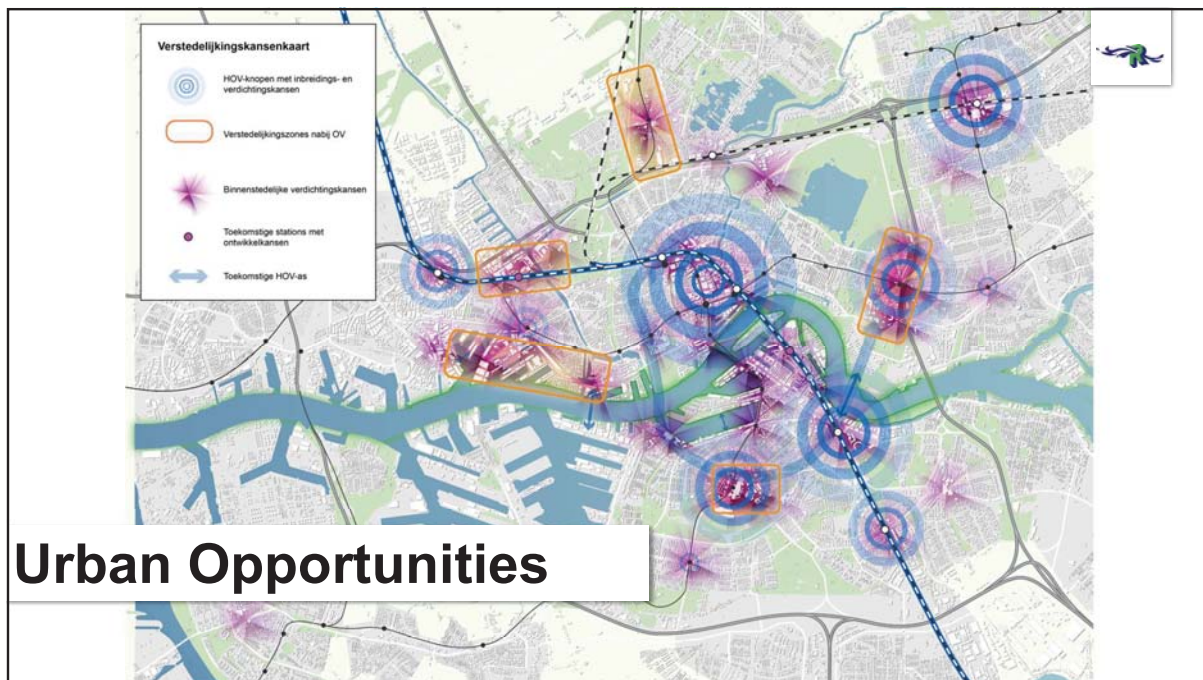 Verstedelijkingskansenkaart
HOV-knopen met inbreidings- en
verdichtingskansen
Verstedelijkingszones nabij OV
Binnenstedelijke verdichtingskansen
Toekomstige stations met
ontwikkelkansen
Toekomstige HOV-as
Urban Opportunities